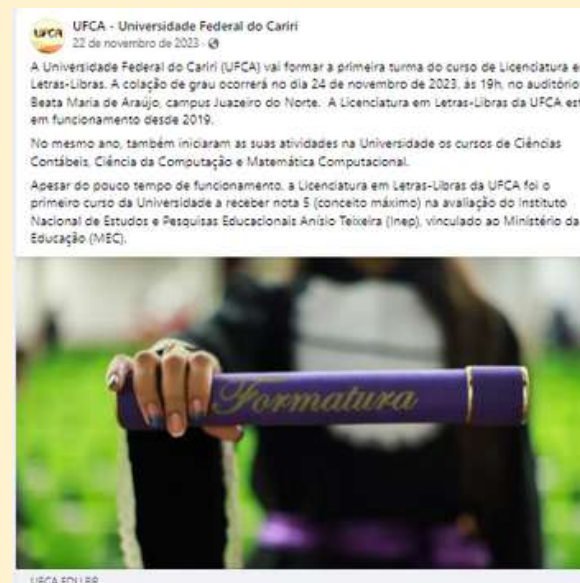 UFCA
UFCA - Universidade Federal do Cariri
22 de novembro de 2023 ·
A Universidade Federal do Cariri (UFCA) vai formar a primeira turma do curso de Licenciatura e
Letras-Libras. A colação de grau ocorrerá no dia 24 de novembro de 2023, às 19h, no auditório
Beata Maria de Araújo, campus Juazeiro do Norte. A Licenciatura em Letras-Libras da UFCA est
em funcionamento desde 2019.
No mesmo ano, também iniciaram as suas atividades na Universidade os cursos de Ciências
Contábeis, Ciência da Computação e Matemática Computacional.
Apesar do pouco tempo de funcionamento, a Licenciatura em Letras-Libras da UFCA foi o
primeiro curso da Universidade a receber nota 5 (conceito máximo) na avaliação do Instituto
Nacional de Estudos e Pesquisas Educacionais Anísio Teixeira (Inep), vinculado ao Ministério da
Educação (MEC).
Formatura
UFCA.EDU.BR